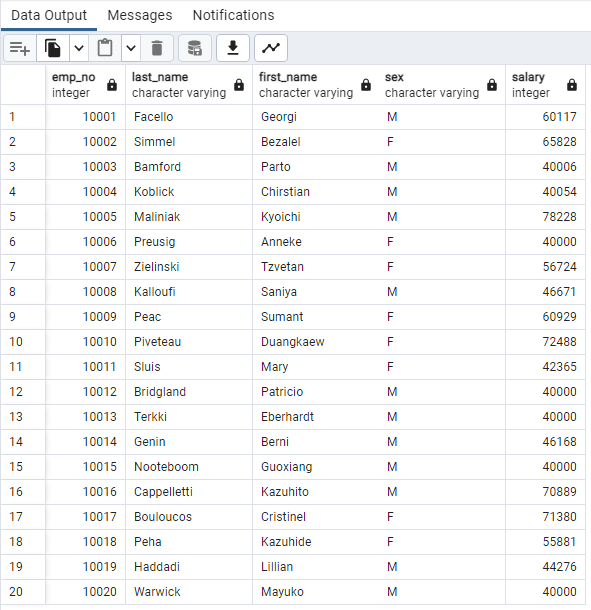 Data Output Messages Notifications
emp_no last_name first_name sex salary
integer character varying character varying character varying integer
1 10001 Facello Georgi M 60117
2 10002 Simmel Bezalel F 65828
3 10003 Bamford Parto M 40006
4 10004 Koblick Chirstian M 40054
5 10005 Maliniak Kyoichi M 78228
6 10006 Preusig Anneke F 40000
7 10007 Zielinski Tzvetan F 56724
8 10008 Kalloufi Saniya M 46671
9 10009 Peac Sumant F 60929
10 10010 Piveteau Duangkaew F 72488
11 10011 Sluis Mary F 42365
12 10012 Bridgland Patricio M 40000
13 10013 Terkki Eberhardt M 40000
14 10014 Genin Berni M 46168
15 10015 Nooteboom Guoxiang M 40000
16 10016 Cappelletti Kazuhito M 70889
17 10017 Bouloucos Cristinel F 71380
18 10018 Peha Kazuhide F 55881
19 10019 Haddadi Lillian M 44276
20 10020 Warwick Mayuko M 40000